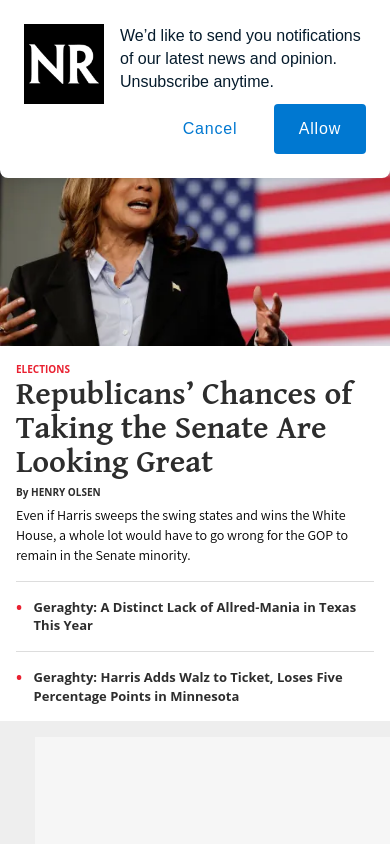 NR
We’d like to send you notifications
of our latest news and opinion.
Unsubscribe anytime.
Cancel
Allow
ELECTIONS
Republicans’ Chances of
Taking the Senate Are
Looking Great
By HENRY OLSEN
Even if Harris sweeps the swing states and wins the White
House, a whole lot would have to go wrong for the GOP to
remain in the Senate minority.
• Geraghty: A Distinct Lack of Allred-Mania in Texas
This Year
• Geraghty: Harris Adds Walz to Ticket, Loses Five
Percentage Points in Minnesota